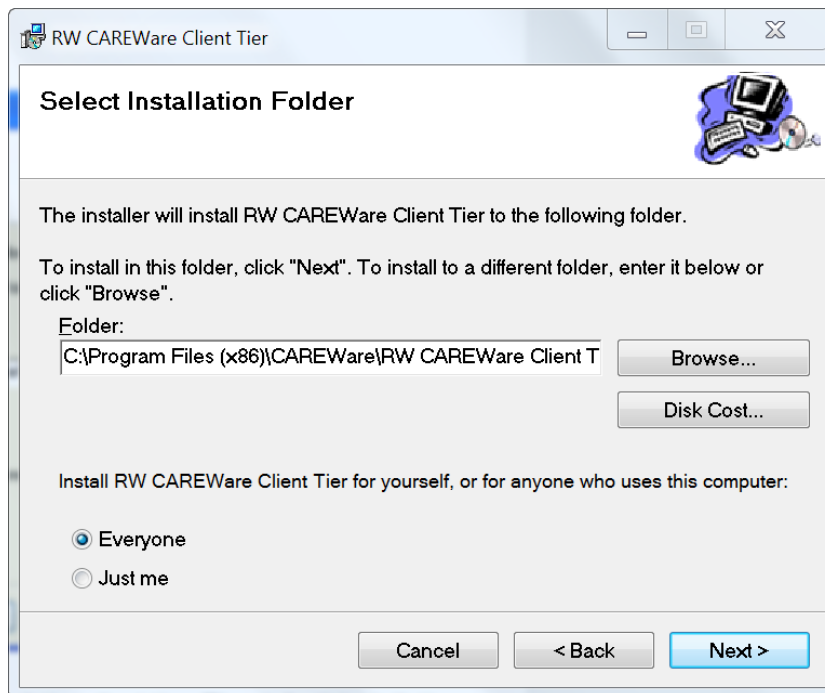 RW CAREWare Client Tier
Select Installation Folder
The installer will install RW CAREWare Client Tier to the following folder.
To install in this folder, click "Next". To install to a different folder, enter it below or
click "Browse".
Folder:
C:\Program Files (x86)\CAREWare\RW CAREWare Client T
Browse...
Disk Cost...
Install RW CAREWare Client Tier for yourself, or for anyone who uses this computer:
Everyone
Just me
Cancel
< Back
Next >